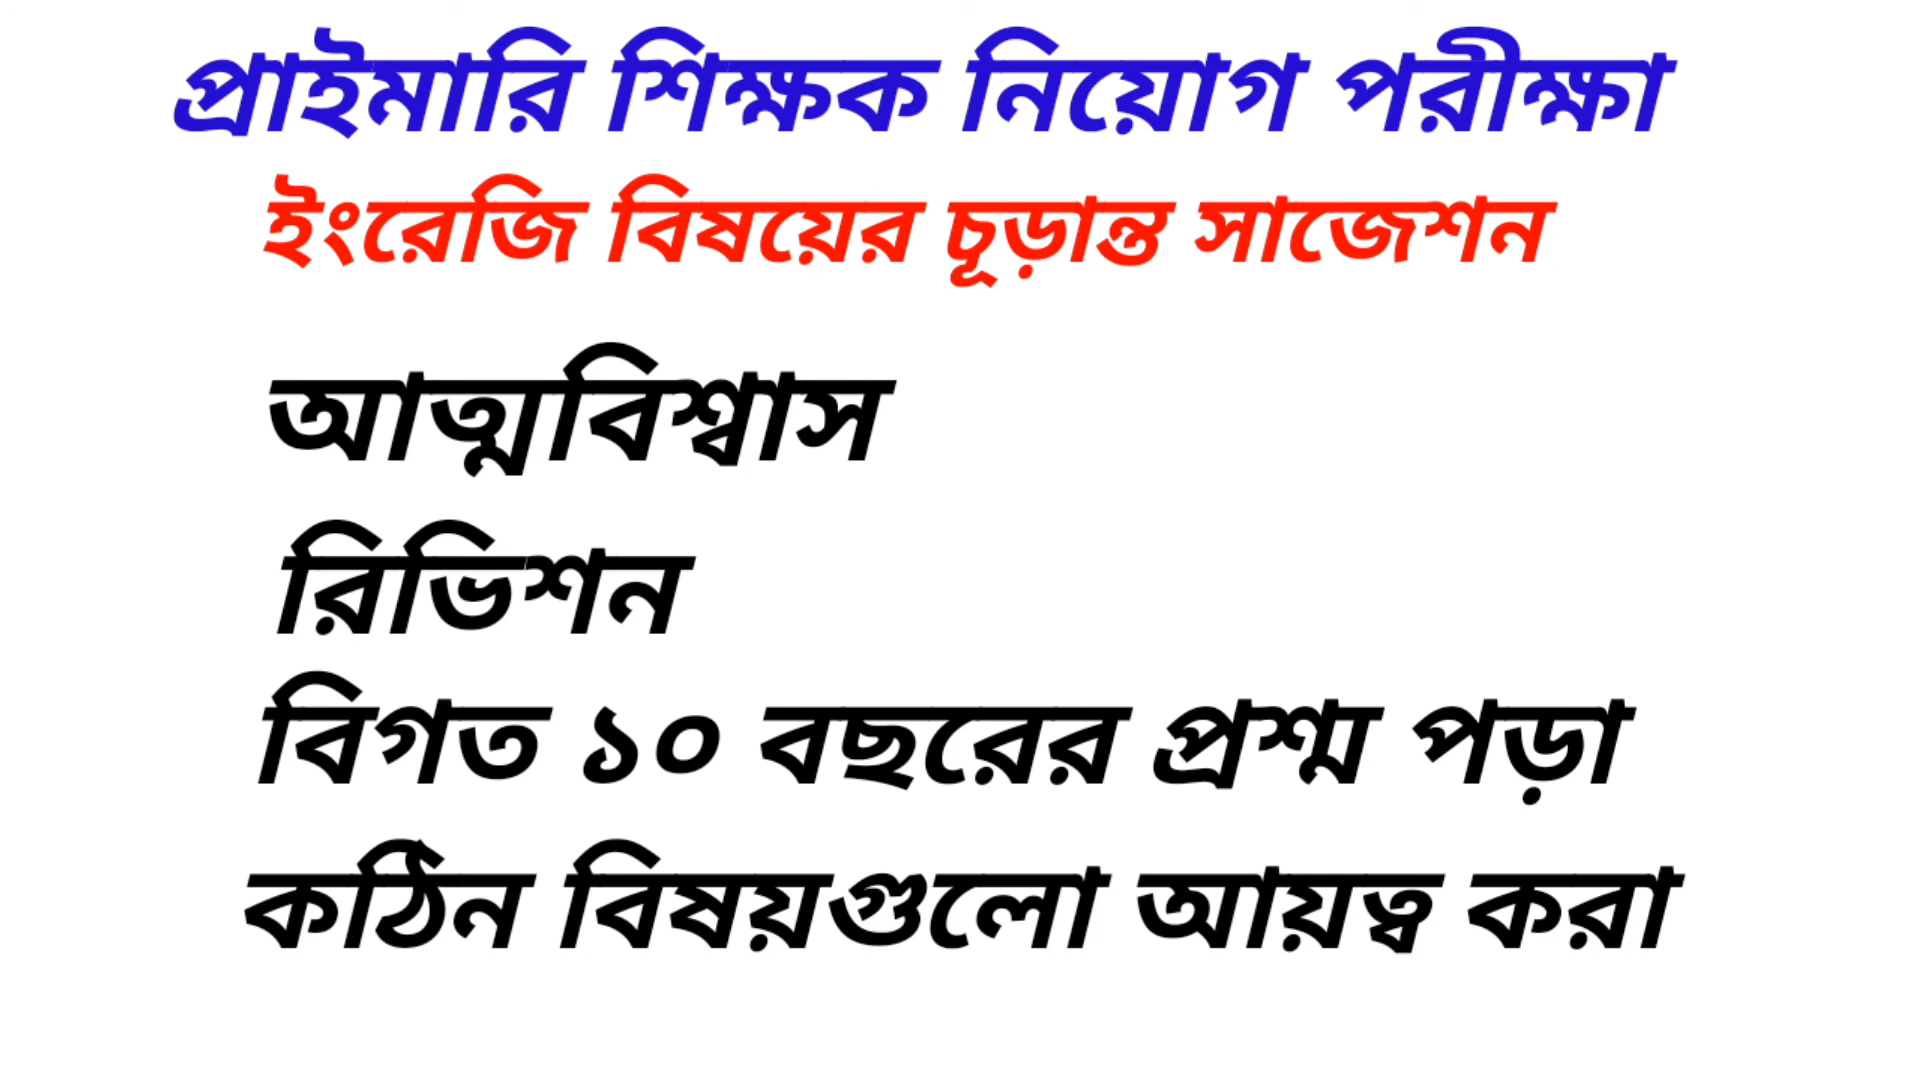 প্রাইমারি শিক্ষক নিয়োগ পরীক্ষা
ইংরেজি বিষয়ের চূড়ান্ত সাজেশন
আত্মবিশ্বাস
রিভিশন
বিগত ১০ বছরের প্রশ্ম পড়া
কঠিন বিষয়গুলো আয়ত্ব করা